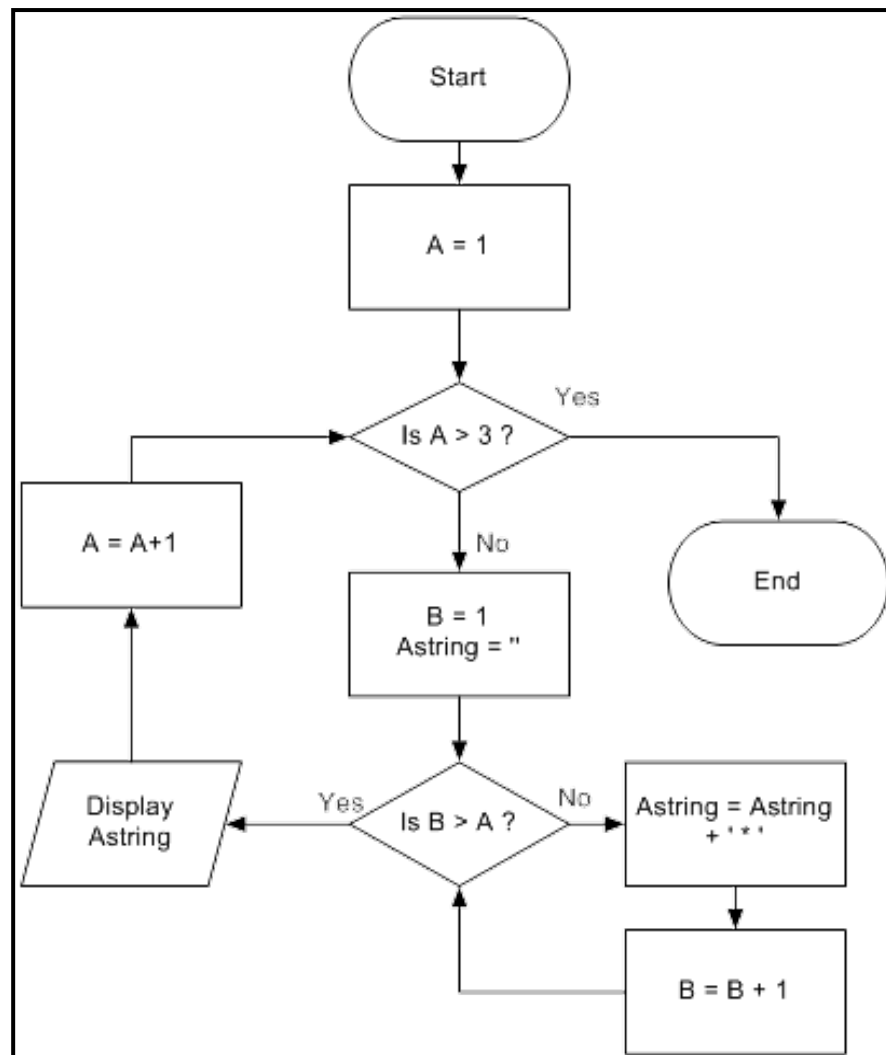 Start
A = 1
Is A > 3 ?
Yes
No
A = A+1
End
B = 1
Astring = ''
Is B > A ?
Yes
No
Display
Astring
Astring = Astring
+ ' * '
B = B + 1